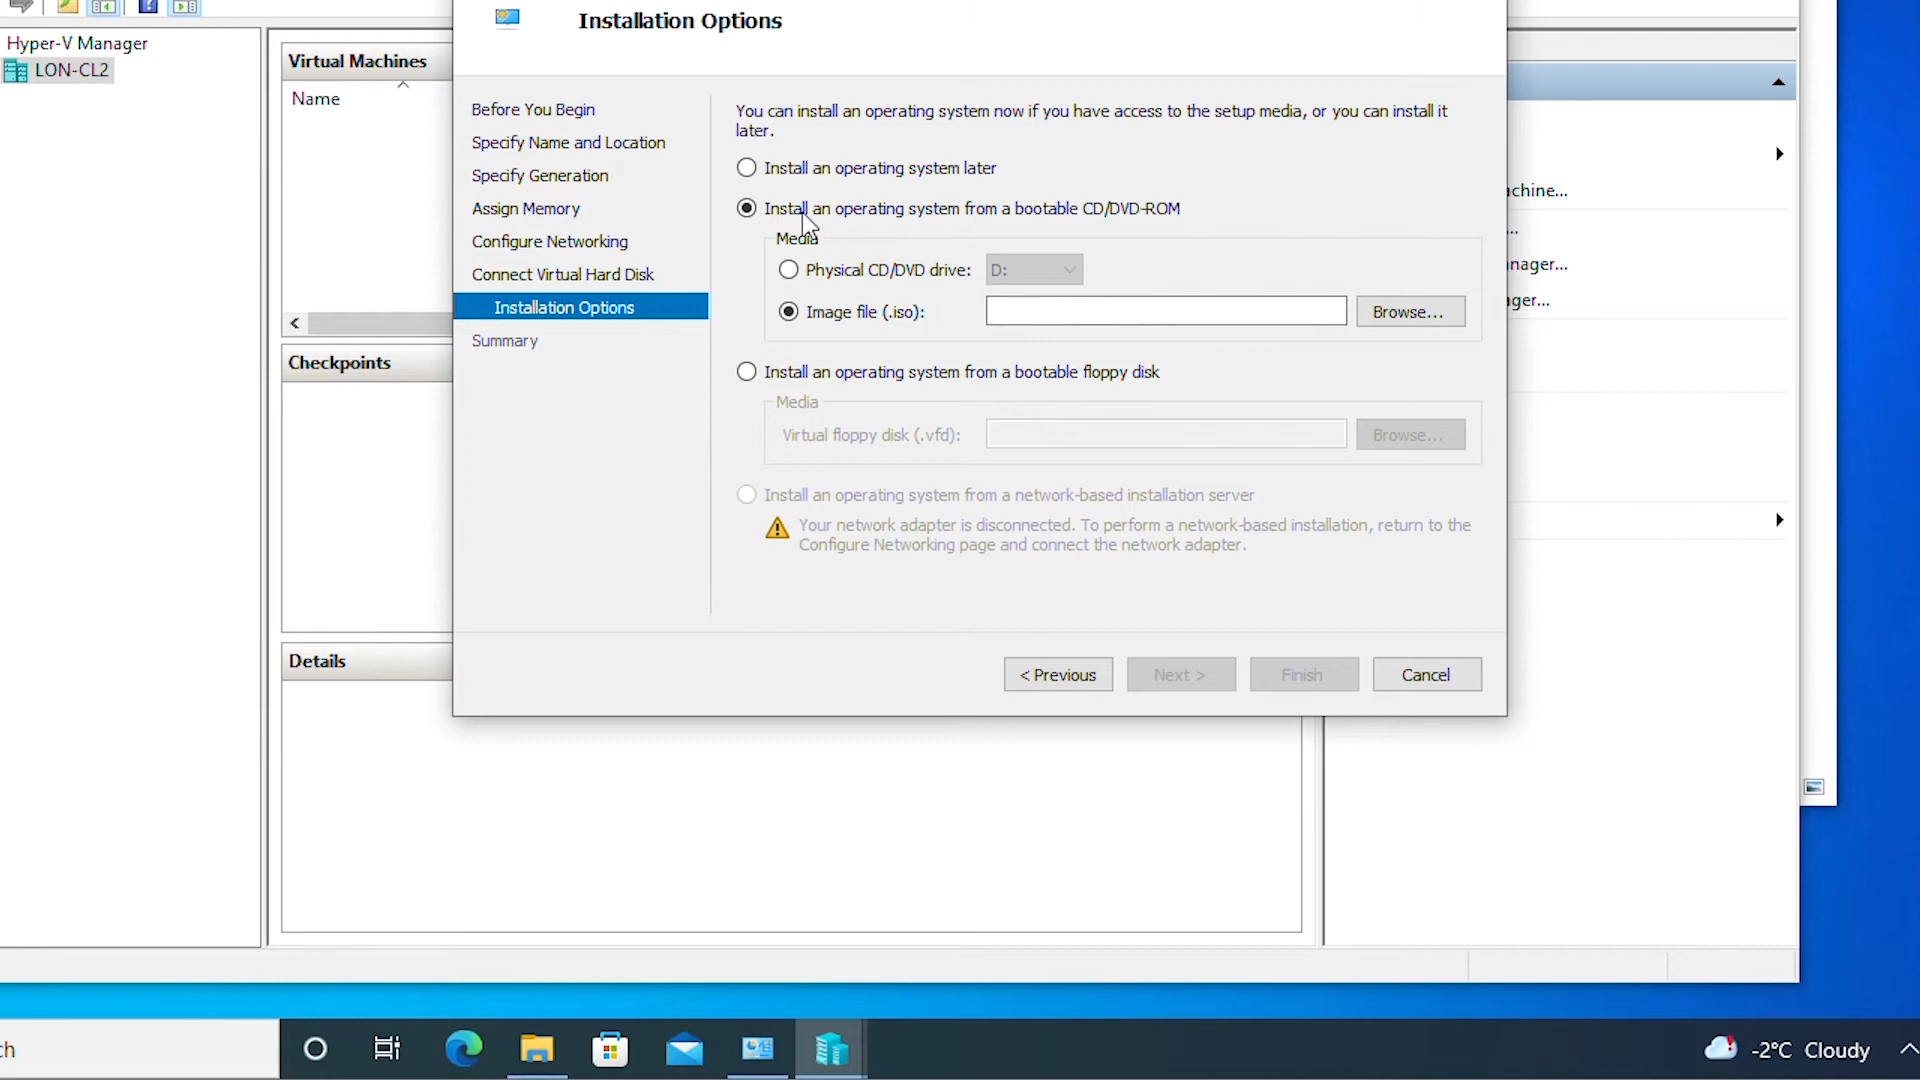 Hyper-V Manager
LON-CL2
Virtual Machines
Name
Checkpoints
Details
Installation Options
Before You Begin
Specify Name and Location
Specify Generation
Assign Memory
Configure Networking
Connect Virtual Hard Disk
Installation Options
Summary
You can install an operating system now if you have access to the setup media, or you can install it
later.
Install an operating system later
Install an operating system from a bootable CD/DVD-ROM
Media
Physical CD/DVD drive:
D:
Image file (.iso):
Browse...
Install an operating system from a bootable floppy disk
Media
Virtual floppy disk (.vfd):
Browse...
Install an operating system from a network-based installation server
Your network adapter is disconnected. To perform a network-based installation, return to the
Configure Networking page and connect the network adapter.
< Previous
Next >
Finish
Cancel
-2°C Cloudy